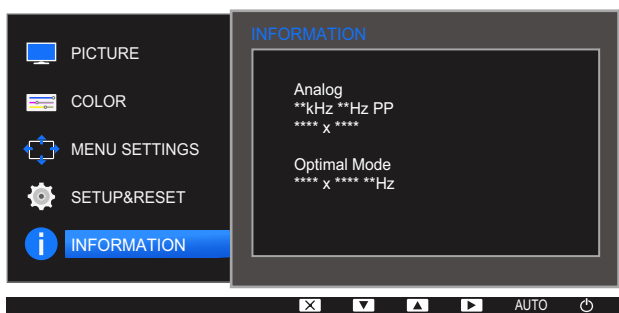 PICTURE
COLOR
MENU SETTINGS
SETUP&RESET
INFORMATION
INFORMATION
Analog
**kHz **Hz PP
**** x ****
Optimal Mode
**** x **** **Hz
AUTO